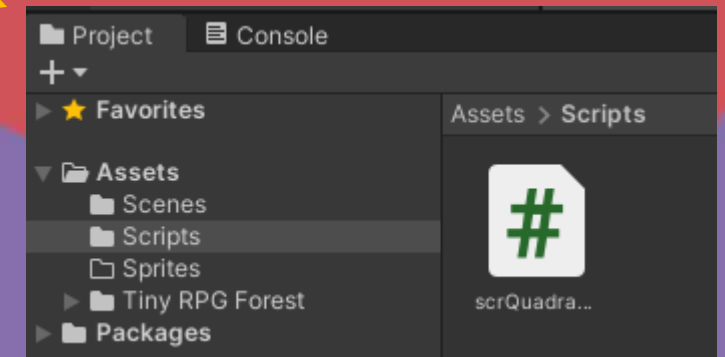 Project
Console
Favorites
Assets
Scenes
Scripts
Sprites
Tiny RPG Forest
Packages
Assets > Scripts
#
scrQuadra...